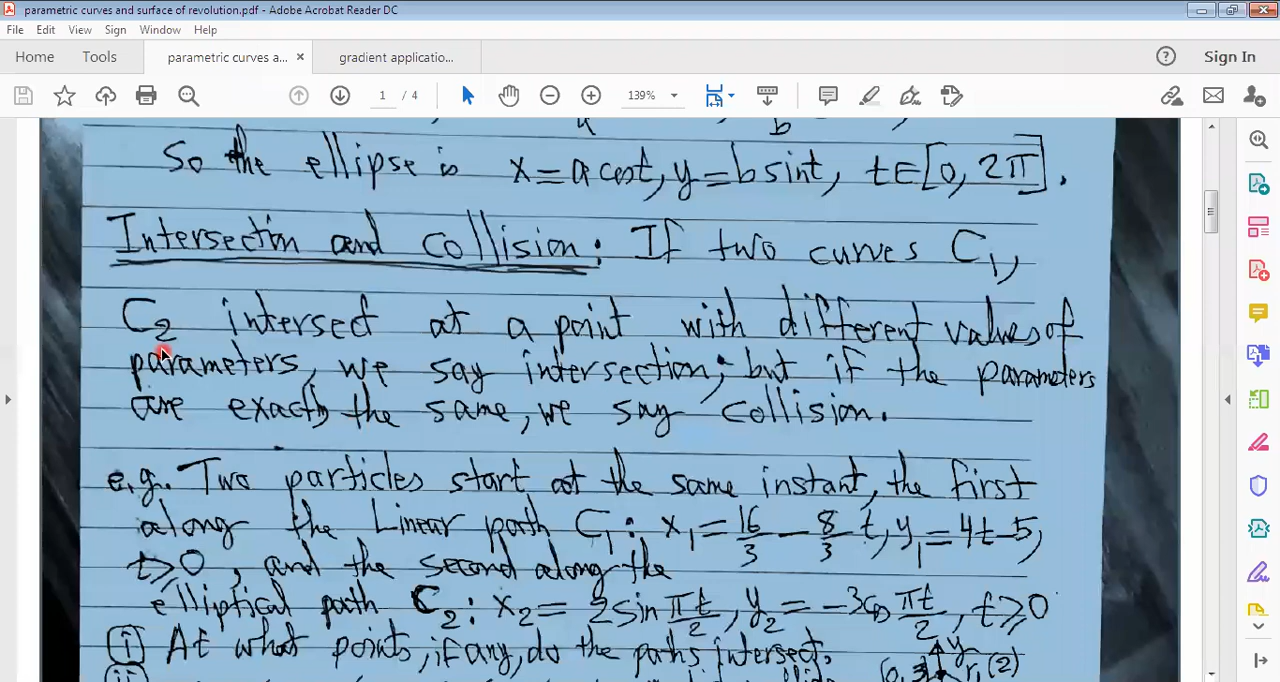 parametric curves and surface of revolution.pdf - Adobe Acrobat Reader DC
File Edit View Sign Window Help
Home Tools parametric curves a... × gradient applicatio... Sign In
1 / 4 139%
So the ellipse is x=a cost, y=b sint, t∈[0, 2π].
Intersection and Collision: If two curves C₁,
C₂ intersect at a point with different values of
parameters, we say intersection; but if the parameters
are exactly the same, we say collision.
e.g. Two particles start at the same instant, the first
along the Linear path C₁: x₁=16/3-8/3 t, y₁=4t-5,
t≥0, and the second along the
elliptical path C₂: x₂=2sin πt/2, y₂=-3cos πt/2, t≥0
(i) At what points, if any, do the paths intersect.